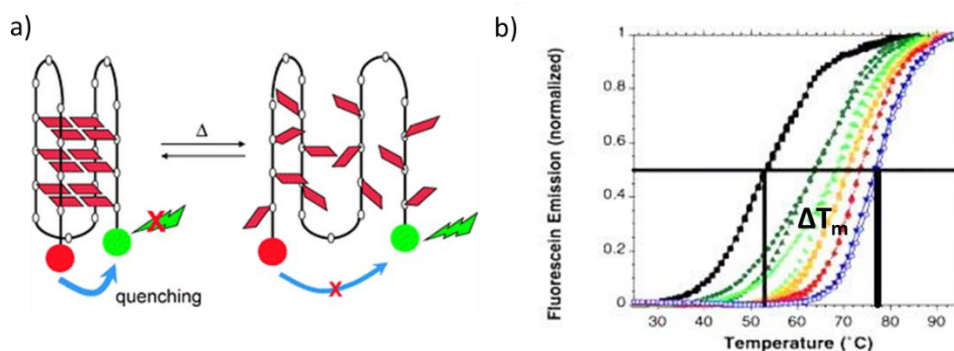 a)
Δ
X
quenching
X
b)
Fluorescein Emission (normalized)
1
0.8
0.6
0.4
0.2
0
ΔTm
30 40 50 60 70 80 90
Temperature (°C)